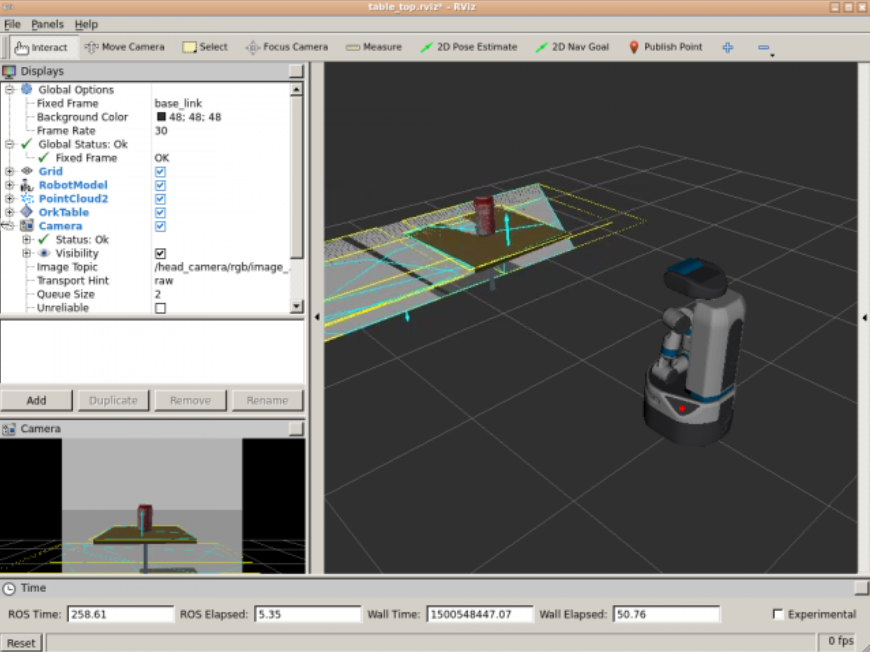 table_top.rviz* - RViz
File Panels Help
Interact Move Camera Select Focus Camera Measure 2D Pose Estimate 2D Nav Goal Publish Point
Displays
Global Options
Fixed Frame base_link
Background Color 48; 48; 48
Frame Rate 30
Global Status: Ok
Fixed Frame OK
Grid
RobotModel
PointCloud2
OrkTable
Camera
Status: Ok
Visibility
Image Topic /head_camera/rgb/image_.
Transport Hint raw
Queue Size 2
Unreliable
Add Duplicate Remove Rename
Camera
Time
ROS Time: 258.61 ROS Elapsed: 5.35 Wall Time: 1500548447.07 Wall Elapsed: 50.76 Experimental
Reset 0 fps